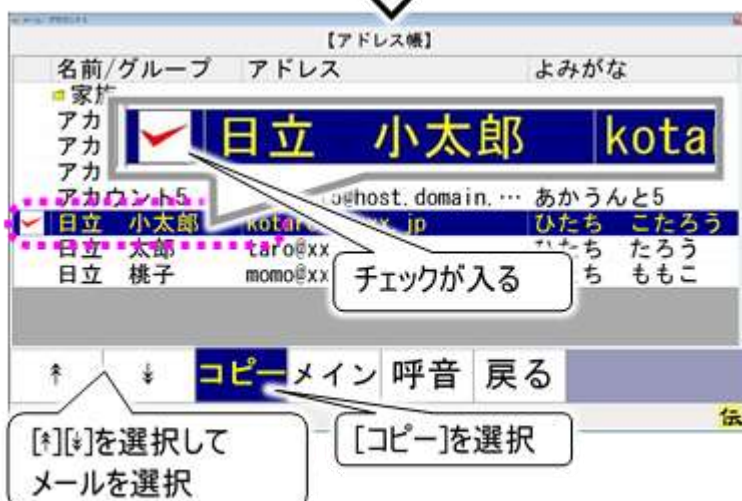 【アドレス帳】
名前/グループ アドレス よみがな
家族
アカ
アカ
アカ
日立 小太郎 kota
アカウント5 @host.domain.… あかうんと5
日立 小太郎 kotar jp ひたち こたろう
日立 太郎 taro@xx たろう
日立 桃子 momo@xx ち ももこ
チェックが入る
コピー メイン 呼音 戻る
伝
[↟][↡]を選択して
メールを選択
[コピー]を選択